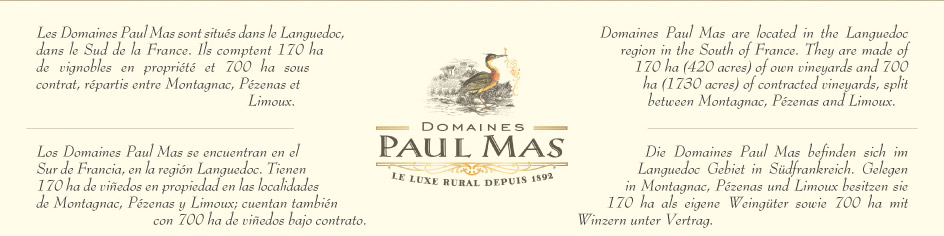 Les Domaines Paul Mas sont situés dans le Languedoc,
dans le Sud de la France. Ils comptent 170 ha
de vignobles en propriété et 700 ha sous
contrat, répartis entre Montagnac, Pézenas et
Limoux.
Los Domaines Paul Mas se encuentran en el
Sur de Francia, en la región Languedoc. Tienen
170 ha de viñedos en propiedad en las localidades
de Montagnac, Pézenas y Limoux; cuentan también
con 700 ha de viñedos bajo contrato.
DOMAINES
PAUL MAS
LE LUXE RURAL DEPUIS 1892
Domaines Paul Mas are located in the Languedoc
region in the South of France. They are made of
170 ha (420 acres) of own vineyards and 700
ha (1730 acres) of contracted vineyards, split
between Montagnac, Pézenas and Limoux.
Die Domaines Paul Mas befinden sich im
Languedoc Gebiet in Südfrankreich. Gelegen
in Montagnac, Pézenas und Limoux besitzen sie
170 ha als eigene Weingüter sowie 700 ha mit
Winzern unter Vertrag.